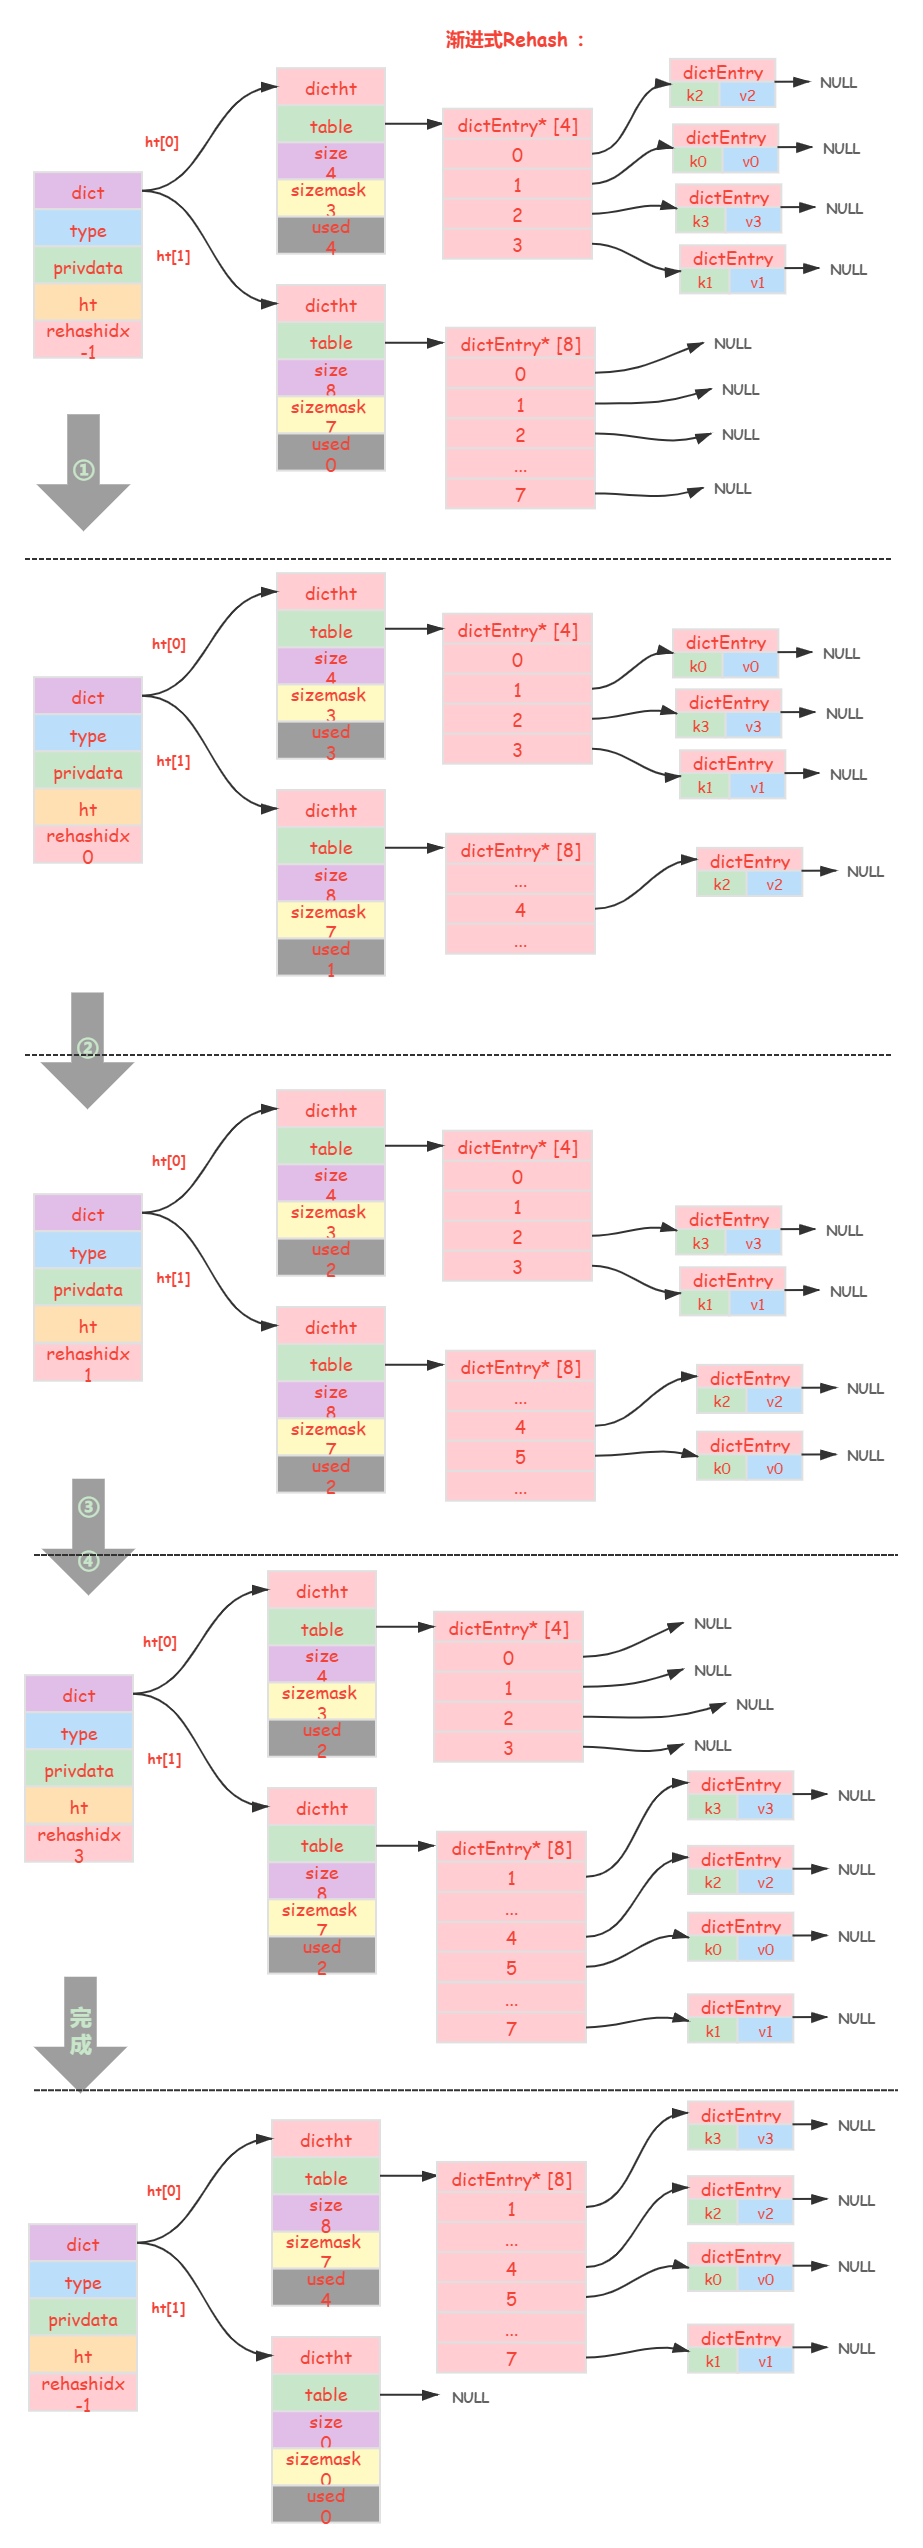 渐进式Rehash :
dict
type
privdata
ht
rehashidx
-1
ht[0]
ht[1]
dictht
table
size
4
sizemask
3
used
4
dictEntry* [4]
0
1
2
3
dictEntry
k2 v2
NULL
dictEntry
k0 v0
NULL
dictEntry
k3 v3
NULL
dictEntry
k1 v1
NULL
dictht
table
size
8
sizemask
7
used
0
dictEntry* [8]
0
1
2
...
7
NULL
NULL
NULL
NULL
①
dict
type
privdata
ht
rehashidx
0
ht[0]
ht[1]
dictht
table
size
4
sizemask
3
used
3
dictEntry* [4]
0
1
2
3
dictEntry
k0 v0
NULL
dictEntry
k3 v3
NULL
dictEntry
k1 v1
NULL
dictht
table
size
8
sizemask
7
used
1
dictEntry* [8]
...
4
...
dictEntry
k2 v2
NULL
②
dict
type
privdata
ht
rehashidx
1
ht[0]
ht[1]
dictht
table
size
4
sizemask
3
used
2
dictEntry* [4]
0
1
2
3
dictEntry
k3 v3
NULL
dictEntry
k1 v1
NULL
dictht
table
size
8
sizemask
7
used
2
dictEntry* [8]
...
4
5
...
dictEntry
k2 v2
NULL
dictEntry
k0 v0
NULL
③
④
dict
type
privdata
ht
rehashidx
3
ht[0]
ht[1]
dictht
table
size
4
sizemask
3
used
2
dictEntry* [4]
0
1
2
3
NULL
NULL
NULL
NULL
dictht
table
size
8
sizemask
7
used
2
dictEntry* [8]
1
...
4
5
...
7
dictEntry
k3 v3
NULL
dictEntry
k2 v2
NULL
dictEntry
k0 v0
NULL
dictEntry
k1 v1
NULL
完
成
dict
type
privdata
ht
rehashidx
-1
ht[0]
ht[1]
dictht
table
size
8
sizemask
7
used
4
dictEntry* [8]
1
...
4
5
...
7
dictEntry
k3 v3
NULL
dictEntry
k2 v2
NULL
dictEntry
k0 v0
NULL
dictEntry
k1 v1
NULL
dictht
table
size
0
sizemask
0
used
0
NULL